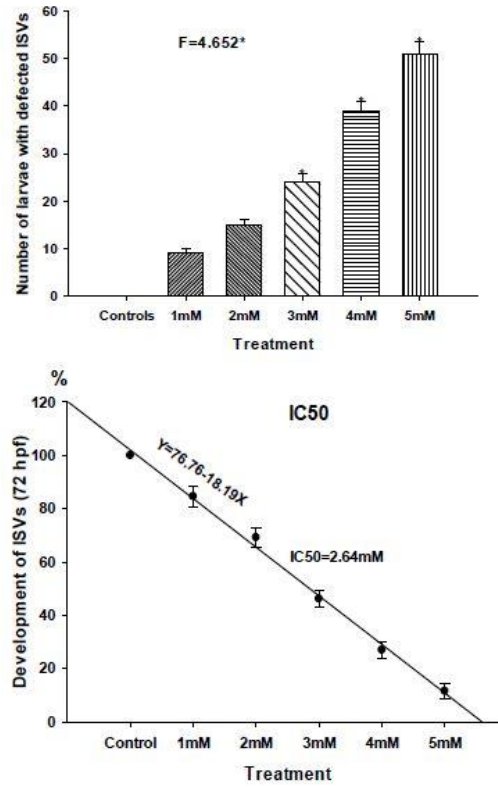 60
50
40
30
20
10
0
F=4.652*
*
*
*
Number of larvae with defected ISVs
Controls 1mM 2mM 3mM 4mM 5mM
Treatment
%
120
100
80
60
40
20
0
IC50
Y=76.76-18.19X
IC50=2.64mM
Development of ISVs (72 hpf)
Control 1mM 2mM 3mM 4mM 5mM
Treatment